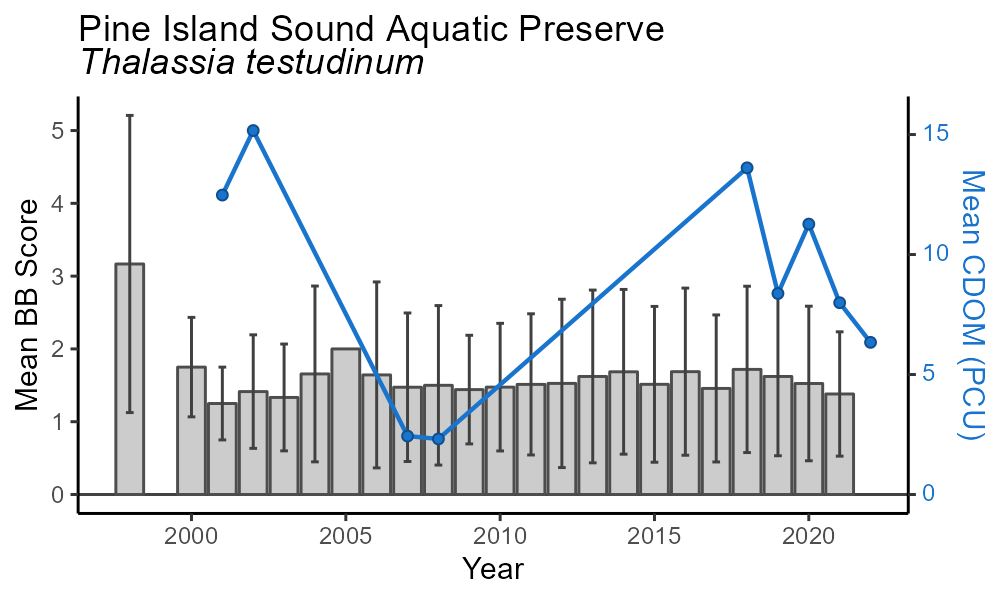 Pine Island Sound Aquatic Preserve
Thalassia testudinum
Mean BB Score
5
4
3
2
1
0
15
10
5
0
Mean CDOM (PCU)
2000 2005 2010 2015 2020
Year